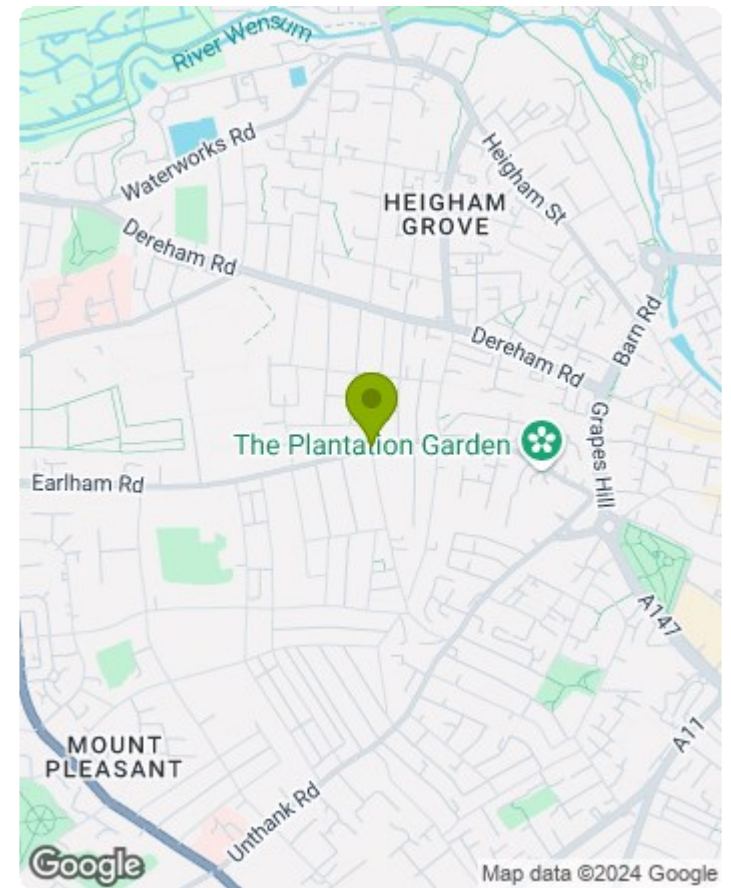 River Wensum
Waterworks Rd
Heigham St
HEIGHAM
GROVE
Dereham Rd
Barn Rd
Dereham Rd
The Plantation Garden
Grapes Hill
Earlham Rd
A147
A11
MOUNT
PLEASANT
Unthank Rd
Google
Map data ©2024 Google